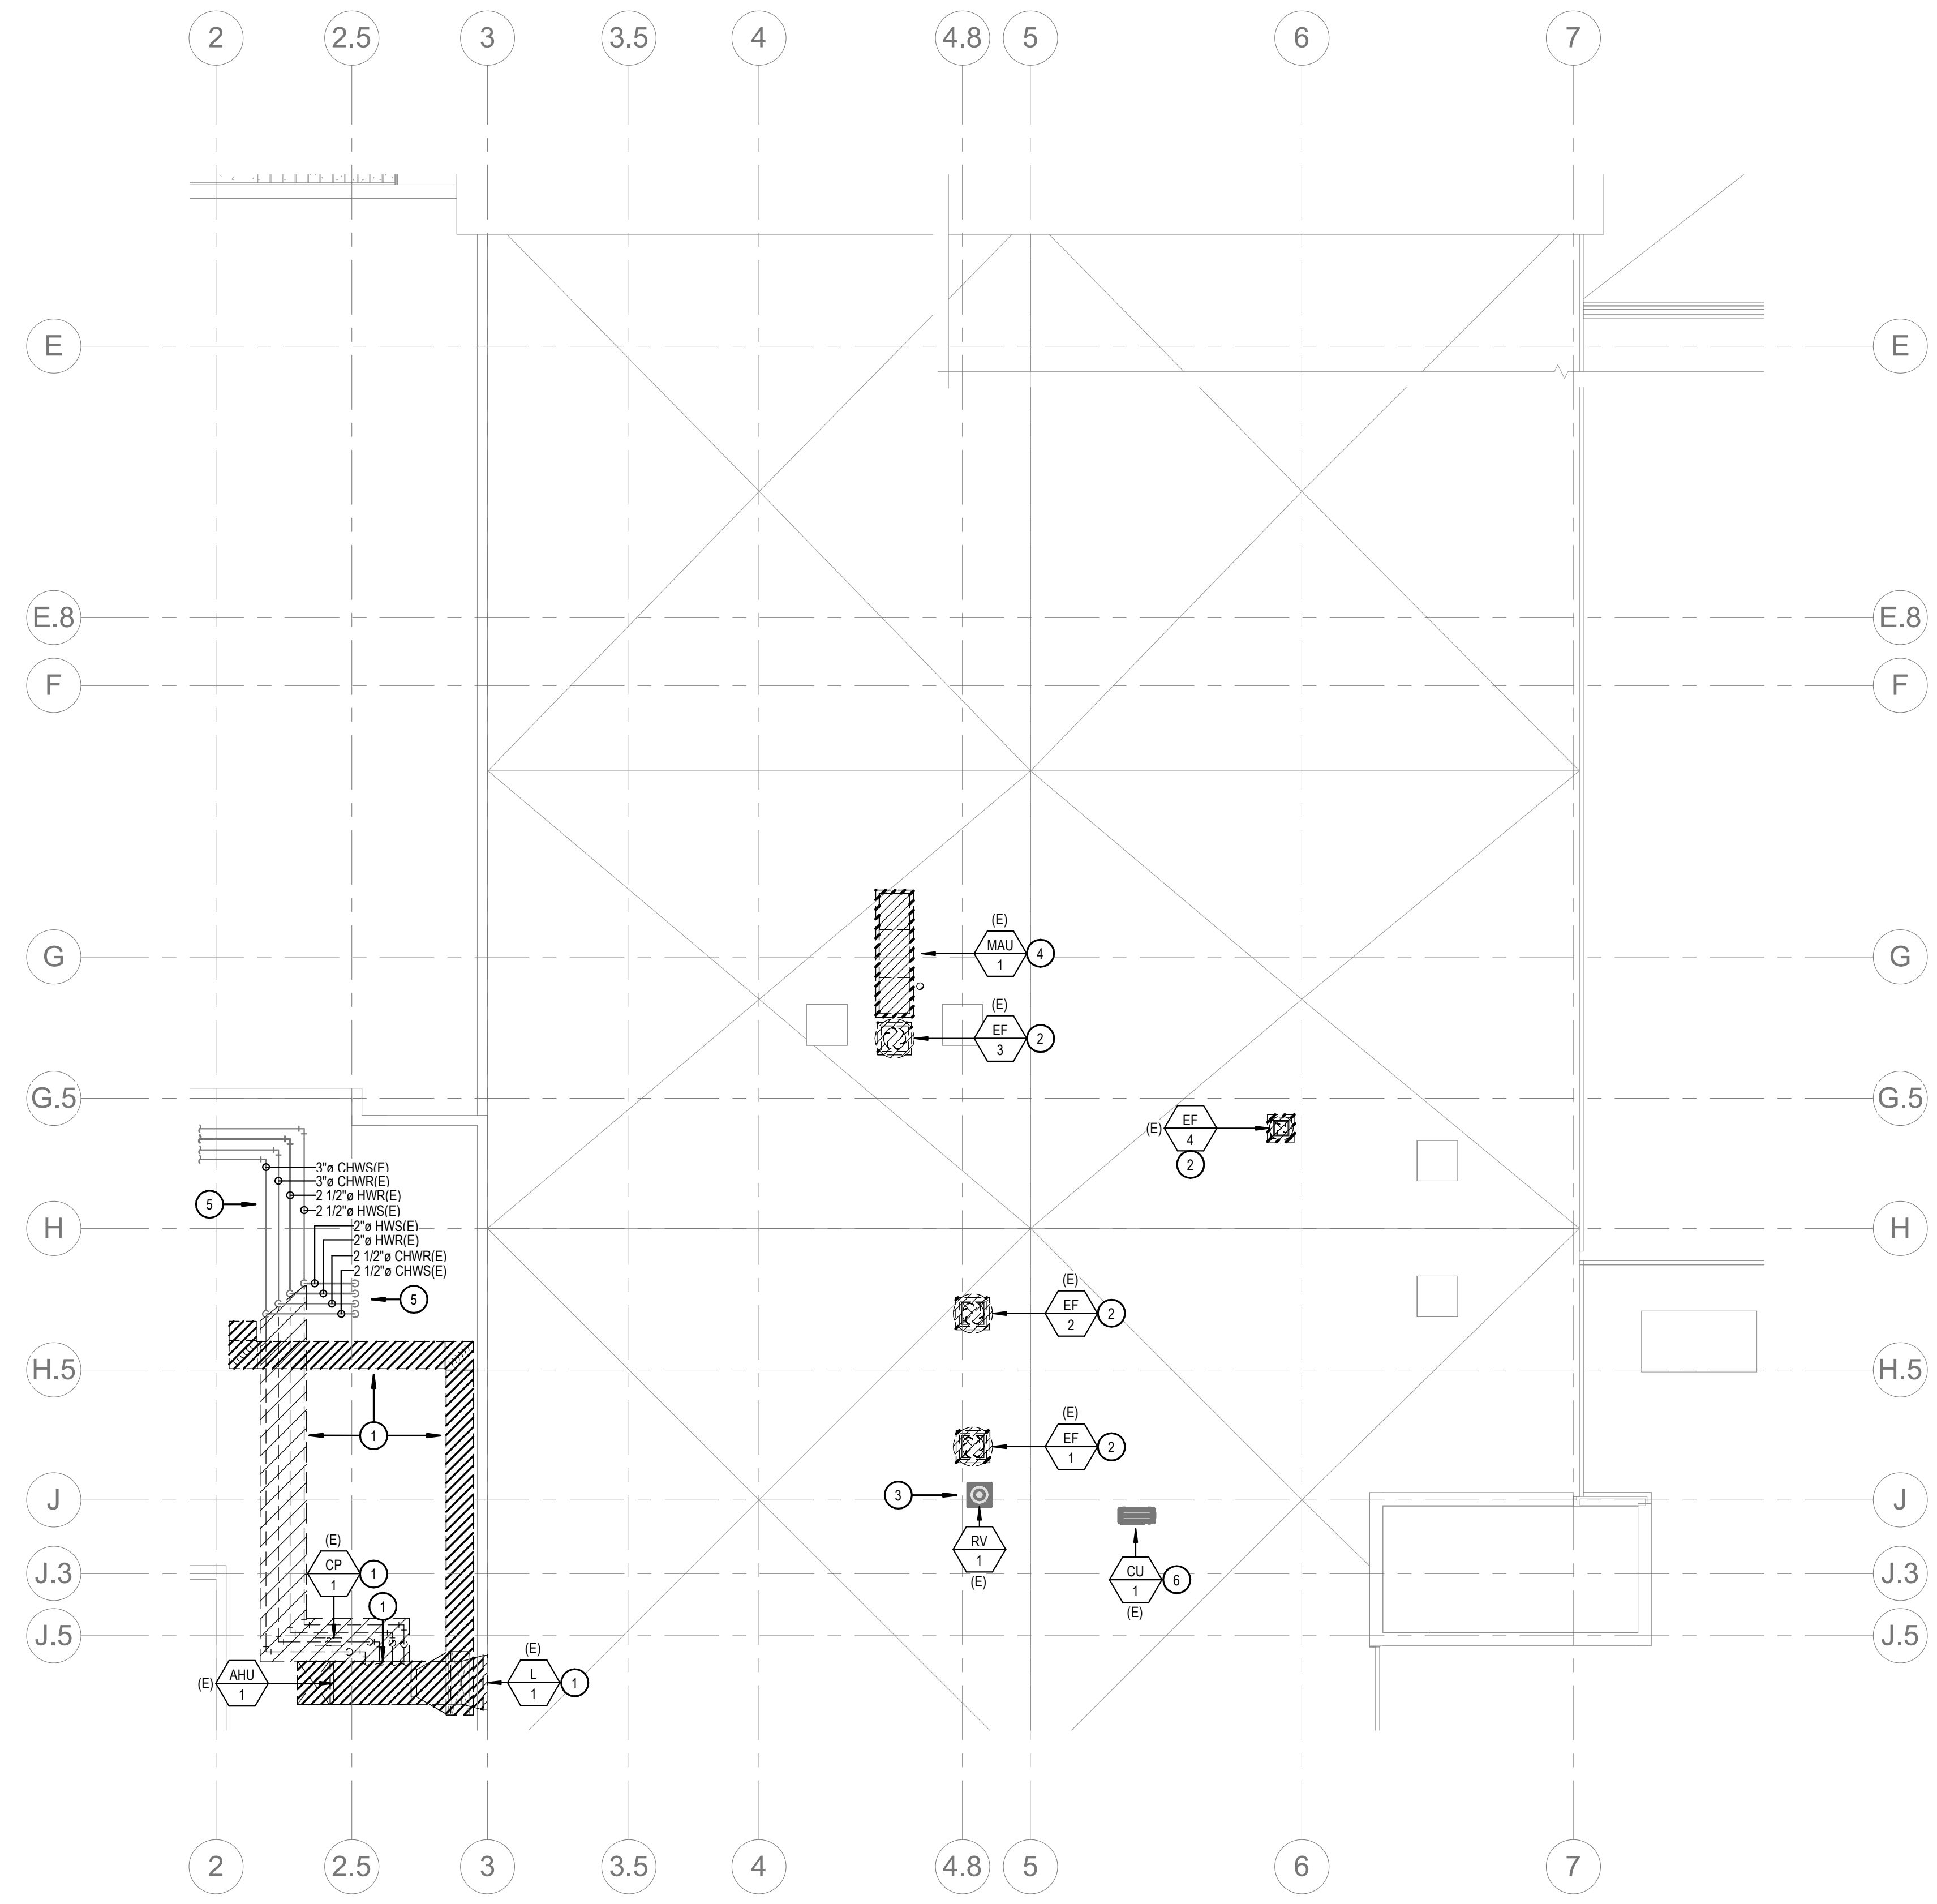 2 2.5 3 3.5 4 4.8 5 6 7
E E
E.8 E.8
F F
(E)
MAU
1
4
G G
(E)
EF
3
2
G.5 G.5
(E)
EF
4
2
3"ø CHWS(E)
3"ø CHWR(E)
2 1/2"ø HWR(E)
5
2 1/2"ø HWS(E)
2"ø HWS(E)
H H
2"ø HWR(E)
2 1/2"ø CHWR(E)
2 1/2"ø CHWS(E)
5
(E)
EF
2
2
H.5 H.5
1
(E)
EF
1
2
3
J J
RV
1
(E)
(E)
CP
1
1
CU
1
6
(E)
J.3 J.3
1
J.5 J.5
(E)
AHU
1
(E)
L
1
1
2 2.5 3 3.5 4 4.8 5 6 7